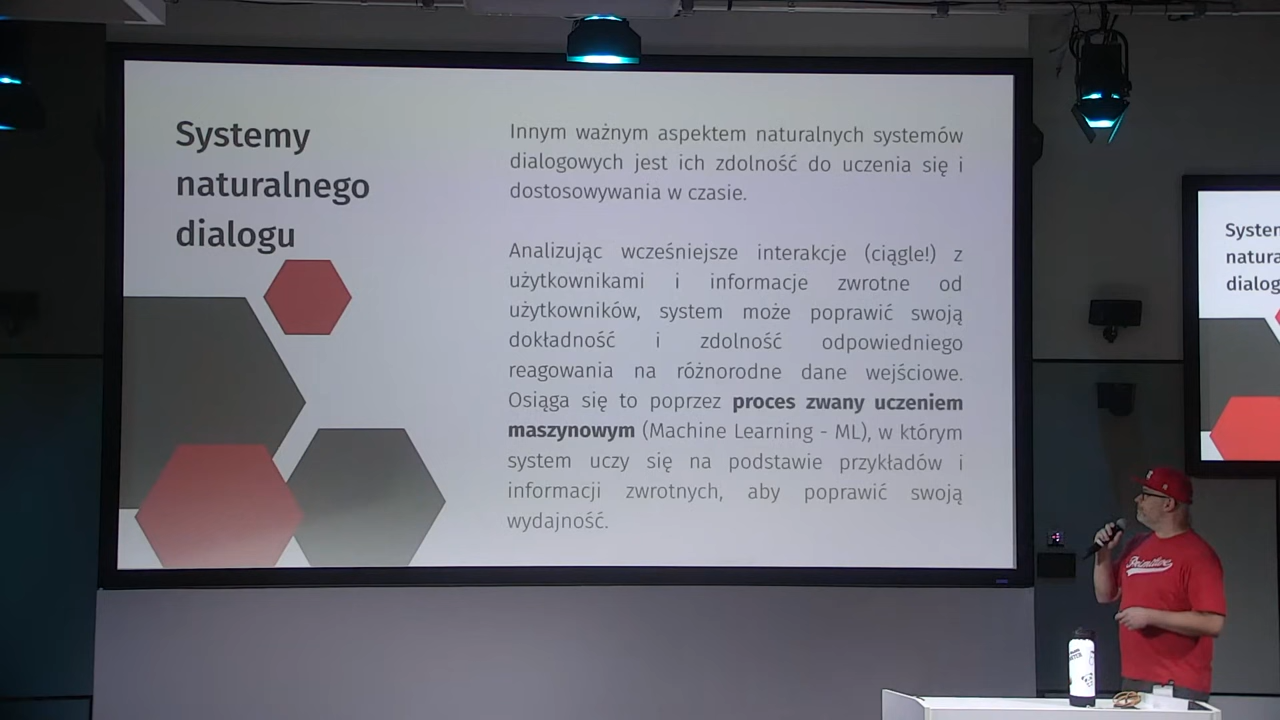 Systemy
naturalnego
dialogu
Innym ważnym aspektem naturalnych systemów
dialogowych jest ich zdolność do uczenia się i
dostosowywania w czasie.
Analizując wcześniejsze interakcje (ciągle!) z
użytkownikami i informacje zwrotne od
użytkowników, system może poprawić swoją
dokładność i zdolność odpowiedniego
reagowania na różnorodne dane wejściowe.
Osiąga się to poprzez proces zwany uczeniem
maszynowym (Machine Learning - ML), w którym
system uczy się na podstawie przykładów i
informacji zwrotnych, aby poprawić swoją
wydajność.
System
natura
dialog
Primitive